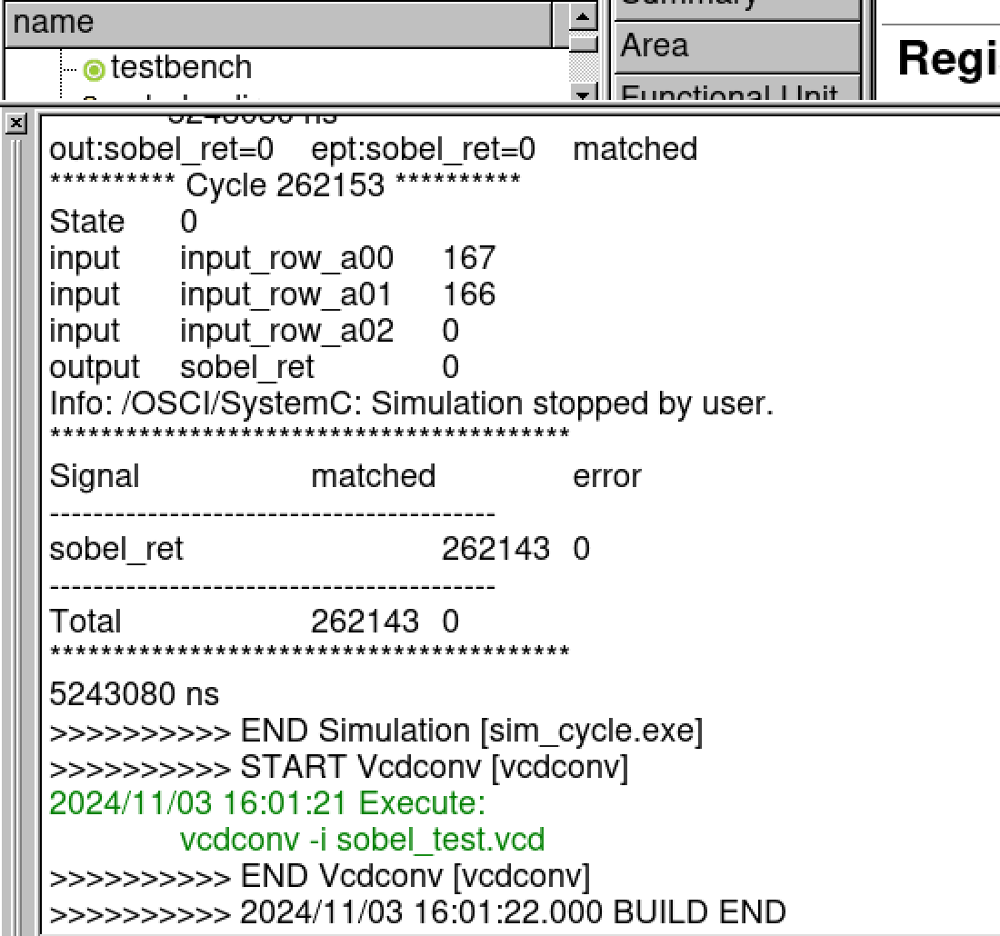 name
testbench
Summary
Area
Functional Unit
Regi
5243080 ns
out:sobel_ret=0 ept:sobel_ret=0 matched
********** Cycle 262153 **********
State 0
input input_row_a00 167
input input_row_a01 166
input input_row_a02 0
output sobel_ret 0
Info: /OSCI/SystemC: Simulation stopped by user.
*****************************************
Signal matched error
-----------------------------------------
sobel_ret 262143 0
-----------------------------------------
Total 262143 0
*****************************************
5243080 ns
>>>>>>>>>> END Simulation [sim_cycle.exe]
>>>>>>>>>> START Vcdconv [vcdconv]
2024/11/03 16:01:21 Execute:
vcdconv -i sobel_test.vcd
>>>>>>>>>> END Vcdconv [vcdconv]
>>>>>>>>>> 2024/11/03 16:01:22.000 BUILD END